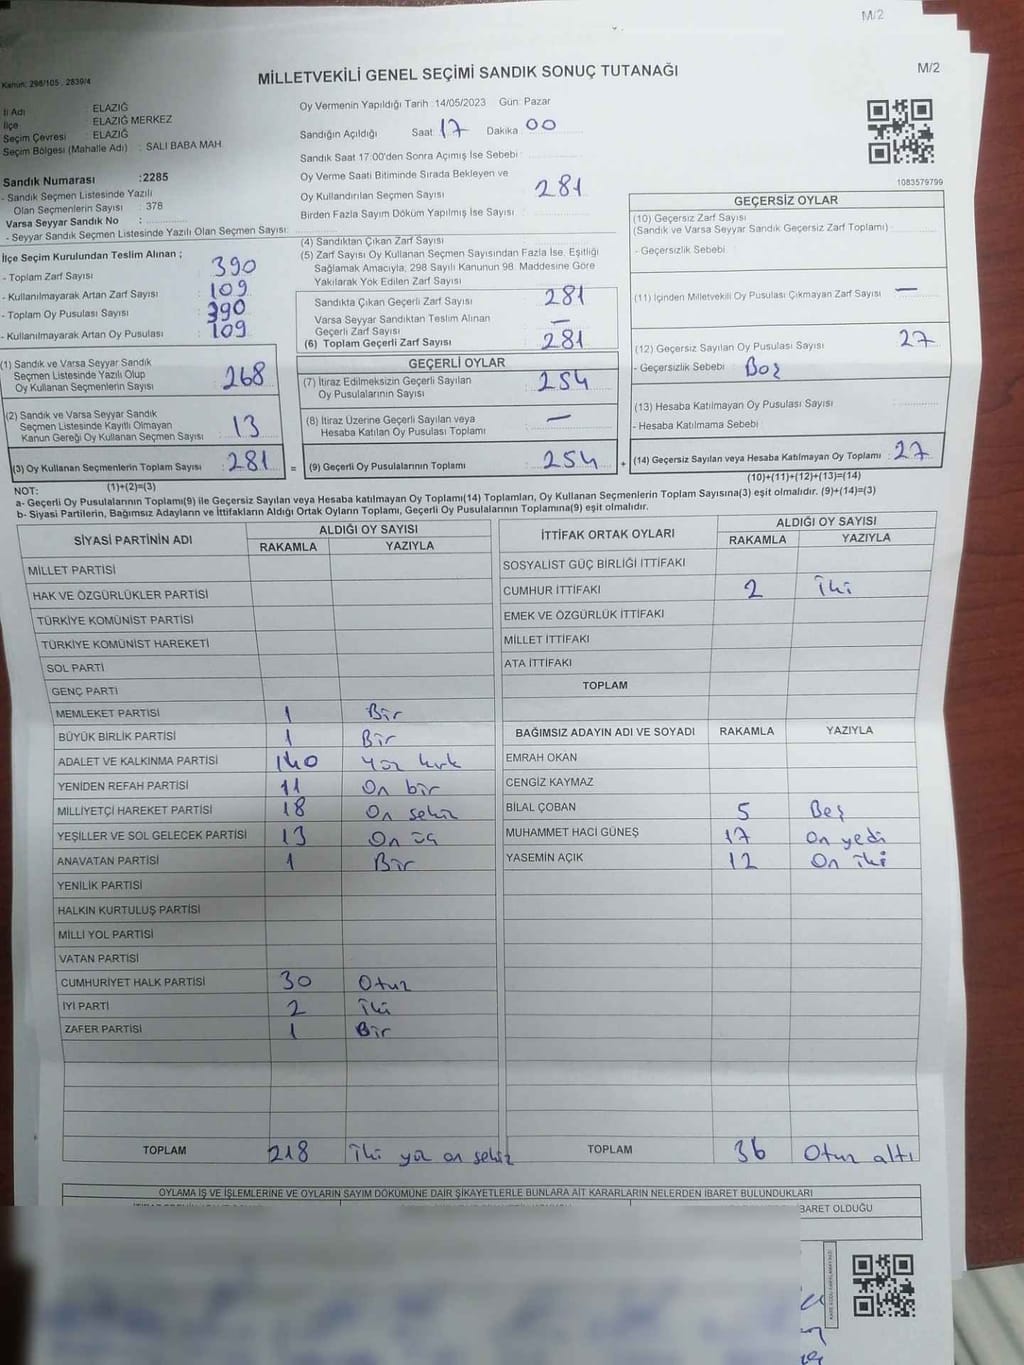 M/2
M/2
Kanun: 298/105 2839/4
MİLLETVEKİLİ GENEL SEÇİMİ SANDIK SONUÇ TUTANAĞI
İl Adı : ELAZIĞ
İlçe : ELAZIĞ MERKEZ
Seçim Çevresi : ELAZIĞ
Seçim Bölgesi (Mahalle Adı) : SALI BABA MAH
Sandık Numarası :2285
- Sandık Seçmen Listesinde Yazılı
Olan Seçmenlerin Sayısı : 378
Varsa Seyyar Sandık No :
- Seyyar Sandık Seçmen Listesinde Yazılı Olan Seçmen Sayısı:
Oy Vermenin Yapıldığı Tarih :14/05/2023 Gün: Pazar
Sandığın Açıldığı Saat: 17 Dakika: 00
Sandık Saat 17:00'den Sonra Açımış İse Sebebi :
Oy Verme Saati Bitiminde Sırada Bekleyen ve
Oy Kullandırılan Seçmen Sayısı : 281
Birden Fazla Sayım Döküm Yapılmış İse Sayısı :
1083579799
İlçe Seçim Kurulundan Teslim Alınan ;
- Toplam Zarf Sayısı : 390
- Kullanılmayarak Artan Zarf Sayısı : 109
- Toplam Oy Pusulası Sayısı : 390
- Kullanılmayarak Artan Oy Pusulası : 109
(1) Sandık ve Varsa Seyyar Sandık
Seçmen Listesinde Yazılı Olup
Oy Kullanan Seçmenlerin Sayısı : 268
(2) Sandık ve Varsa Seyyar Sandık
Seçmen Listesinde Kayıtlı Olmayan
Kanun Gereği Oy Kullanan Seçmen Sayısı : 13
(3) Oy Kullanan Seçmenlerin Toplam Sayısı : 281 =
(1)+(2)=(3)
(4) Sandıktan Çıkan Zarf Sayısı :
(5) Zarf Sayısı Oy Kullanan Seçmen Sayısından Fazla İse, Eşitliği
Sağlamak Amacıyla, 298 Sayılı Kanunun 98. Maddesine Göre
Yakılarak Yok Edilen Zarf Sayısı :
Sandıkta Çıkan Geçerli Zarf Sayısı : 281
Varsa Seyyar Sandıktan Teslim Alınan
Geçerli Zarf Sayısı : —
(6) Toplam Geçerli Zarf Sayısı : 281
GEÇERLİ OYLAR
(7) İtiraz Edilmeksizin Geçerli Sayılan
Oy Pusulalarının Sayısı : 254
(8) İtiraz Üzerine Geçerli Sayılan veya
Hesaba Katılan Oy Pusulası Toplamı : —
(9) Geçerli Oy Pusulalarının Toplamı : 254 +
GEÇERSİZ OYLAR
(10) Geçersiz Zarf Sayısı
(Sandık ve Varsa Seyyar Sandık Geçersiz Zarf Toplamı) :
- Geçersizlik Sebebi :
(11) İçinden Milletvekili Oy Pusulası Çıkmayan Zarf Sayısı : —
(12) Geçersiz Sayılan Oy Pusulası Sayısı : 27
- Geçersizlik Sebebi : Boş
(13) Hesaba Katılmayan Oy Pusulası Sayısı :
- Hesaba Katılmama Sebebi :
(14) Geçersiz Sayılan veya Hesaba Katılmayan Oy Toplamı : 27
(10)+(11)+(12)+(13)=(14)
NOT:
a- Geçerli Oy Pusulalarının Toplamı(9) ile Geçersiz Sayılan veya Hesaba katılmayan Oy Toplamı(14) Toplamları, Oy Kullanan Seçmenlerin Toplam Sayısına(3) eşit olmalıdır. (9)+(14)=(3)
b- Siyasi Partilerin, Bağımsız Adayların ve İttifakların Aldığı Ortak Oyların Toplamı, Geçerli Oy Pusulalarının Toplamına(9) eşit olmalıdır.
SİYASİ PARTİNİN ADI ALDIĞI OY SAYISI
RAKAMLA YAZIYLA
MİLLET PARTİSİ
HAK VE ÖZGÜRLÜKLER PARTİSİ
TÜRKİYE KOMÜNİST PARTİSİ
TÜRKİYE KOMÜNİST HAREKETİ
SOL PARTİ
GENÇ PARTİ
MEMLEKET PARTİSİ 1 Bir
BÜYÜK BİRLİK PARTİSİ 1 Bir
ADALET VE KALKINMA PARTİSİ 140 Yüz kırk
YENİDEN REFAH PARTİSİ 11 On bir
MİLLİYETÇİ HAREKET PARTİSİ 18 On sekiz
YEŞİLLER VE SOL GELECEK PARTİSİ 13 On üç
ANAVATAN PARTİSİ 1 Bir
YENİLİK PARTİSİ
HALKIN KURTULUŞ PARTİSİ
MİLLİ YOL PARTİSİ
VATAN PARTİSİ
CUMHURİYET HALK PARTİSİ 30 Otuz
İYİ PARTİ 2 İki
ZAFER PARTİSİ 1 Bir
TOPLAM 218 İki yüz on sekiz
İTTİFAK ORTAK OYLARI ALDIĞI OY SAYISI
RAKAMLA YAZIYLA
SOSYALİST GÜÇ BİRLİĞİ İTTİFAKI
CUMHUR İTTİFAKI 2 İki
EMEK VE ÖZGÜRLÜK İTTİFAKI
MİLLET İTTİFAKI
ATA İTTİFAKI
TOPLAM
BAĞIMSIZ ADAYIN ADI VE SOYADI RAKAMLA YAZIYLA
EMRAH OKAN
CENGİZ KAYMAZ
BİLAL ÇOBAN 5 Beş
MUHAMMET HACİ GÜNEŞ 17 On yedi
YASEMİN AÇIK 12 On iki
TOPLAM 36 Otuz altı
OYLAMA İŞ VE İŞLEMLERİNE VE OYLARIN SAYIM DÖKÜMÜNE DAİR ŞİKAYETLERLE BUNLARA AİT KARARLARIN NELERDEN İBARET BULUNDUKLARI
BARET OLDUĞU